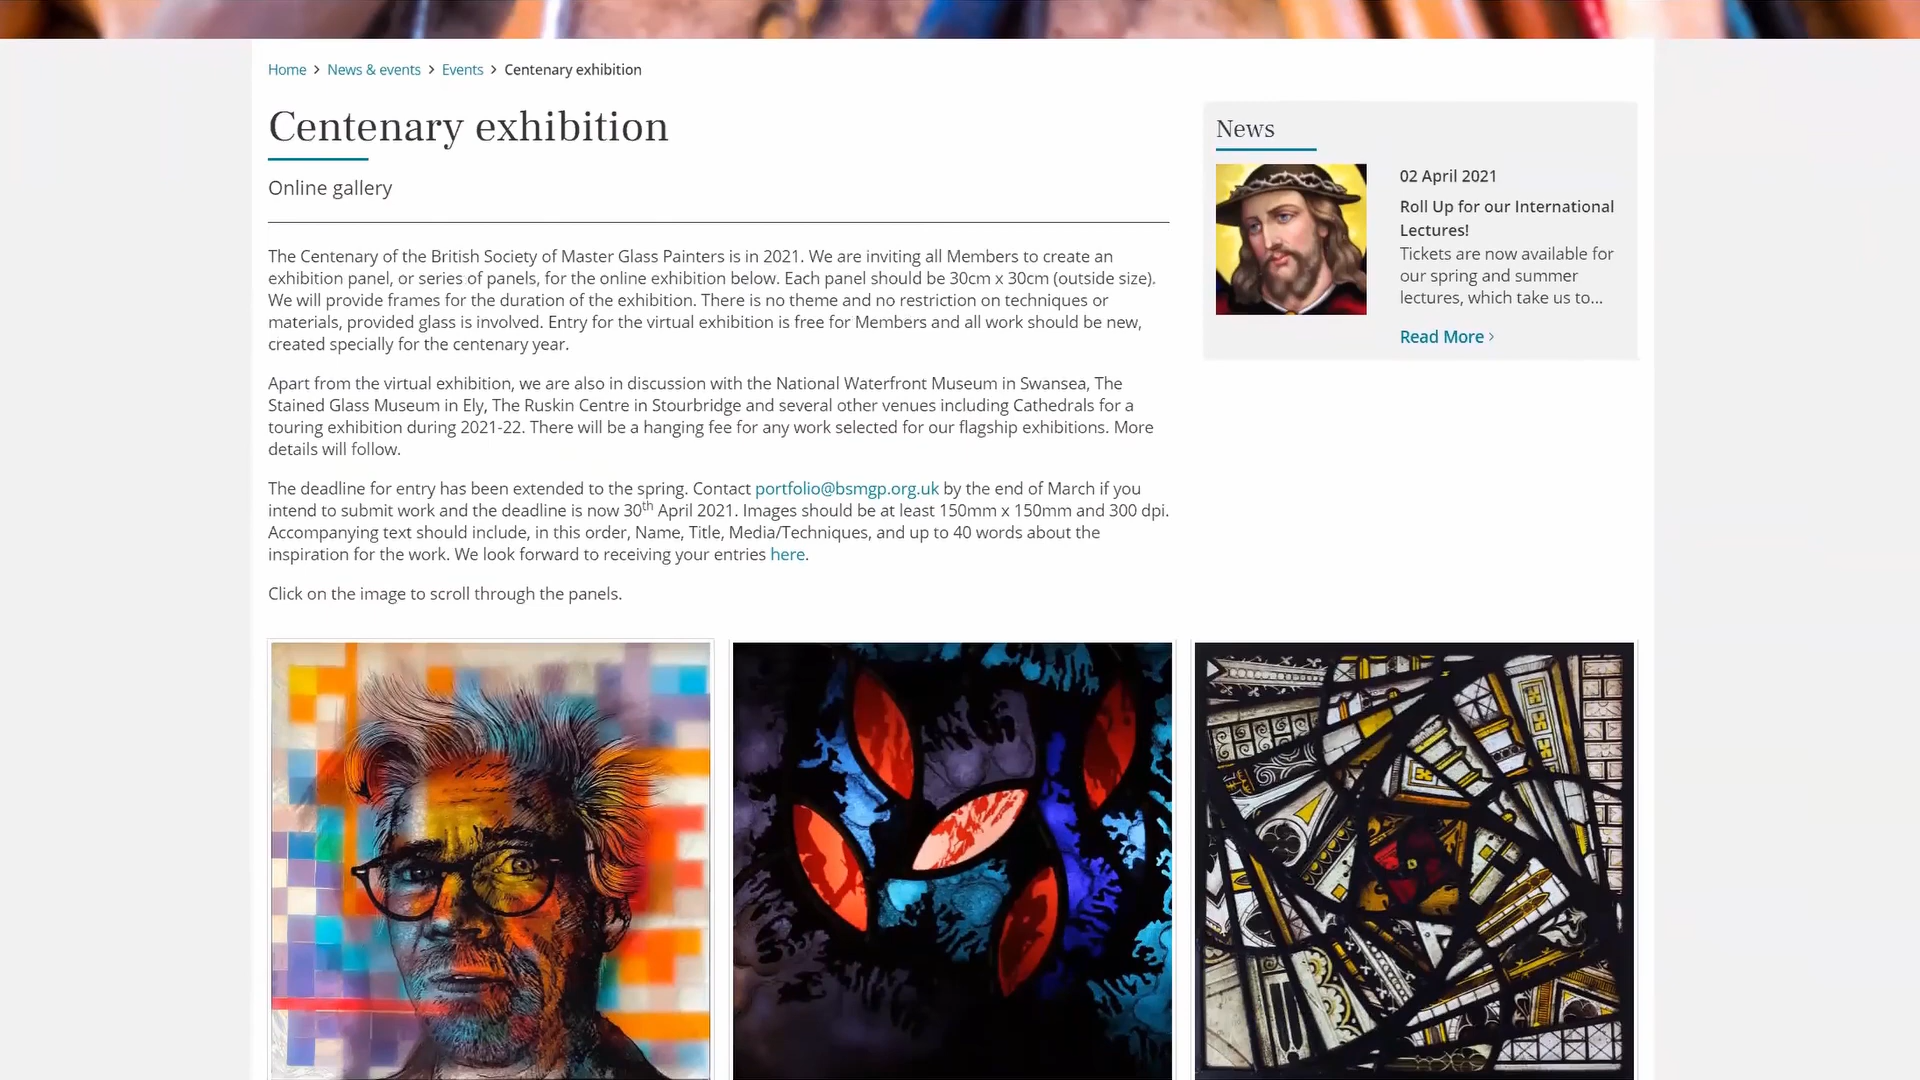 Home > News & events > Events > Centenary exhibition
Centenary exhibition
Online gallery
The Centenary of the British Society of Master Glass Painters is in 2021. We are inviting all Members to create an
exhibition panel, or series of panels, for the online exhibition below. Each panel should be 30cm x 30cm (outside size).
We will provide frames for the duration of the exhibition. There is no theme and no restriction on techniques or
materials, provided glass is involved. Entry for the virtual exhibition is free for Members and all work should be new,
created specially for the centenary year.
Apart from the virtual exhibition, we are also in discussion with the National Waterfront Museum in Swansea, The
Stained Glass Museum in Ely, The Ruskin Centre in Stourbridge and several other venues including Cathedrals for a
touring exhibition during 2021-22. There will be a hanging fee for any work selected for our flagship exhibitions. More
details will follow.
The deadline for entry has been extended to the spring. Contact portfolio@bsmgp.org.uk by the end of March if you
intend to submit work and the deadline is now 30th April 2021. Images should be at least 150mm x 150mm and 300 dpi.
Accompanying text should include, in this order, Name, Title, Media/Techniques, and up to 40 words about the
inspiration for the work. We look forward to receiving your entries here.
Click on the image to scroll through the panels.
News
02 April 2021
Roll Up for our International
Lectures!
Tickets are now available for
our spring and summer
lectures, which take us to...
Read More >